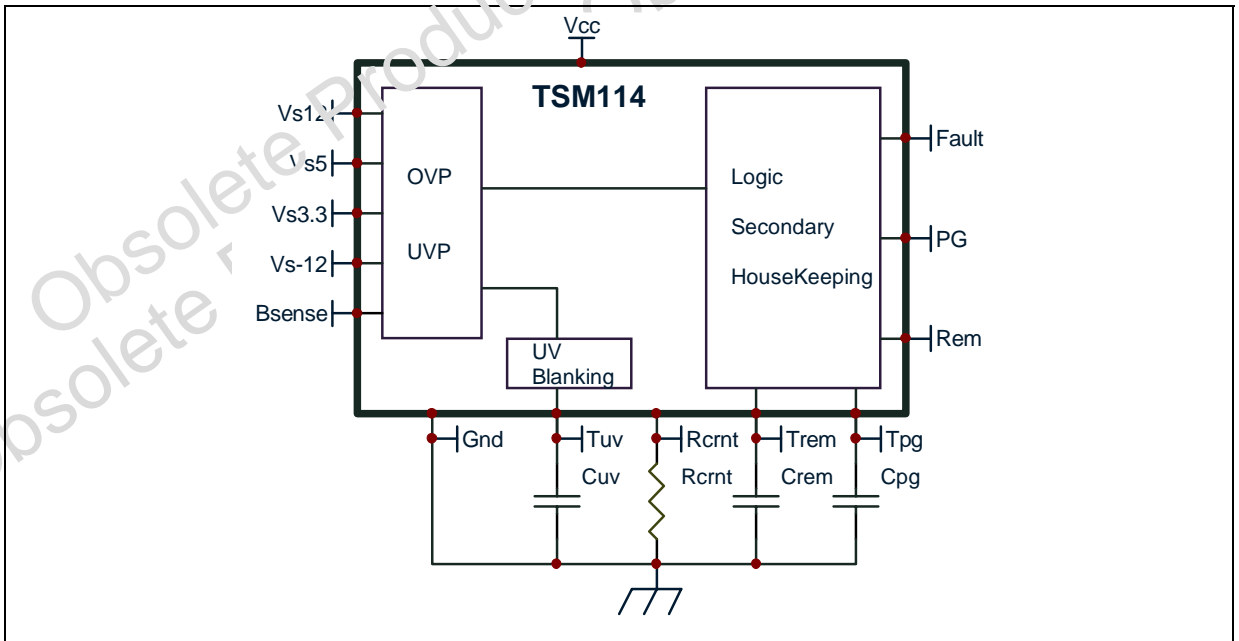 Obsolete Produc
Obsolete
Vcc
TSM114
Vs12
Vs5
Vs3.3
Vs-12
Bsense
OVP
UVP
UV
Blanking
Logic
Secondary
HouseKeeping
Fault
PG
Rem
Gnd
Tuv
Rcrnt
Trem
Tpg
Cuv
Rcrnt
Crem
Cpg